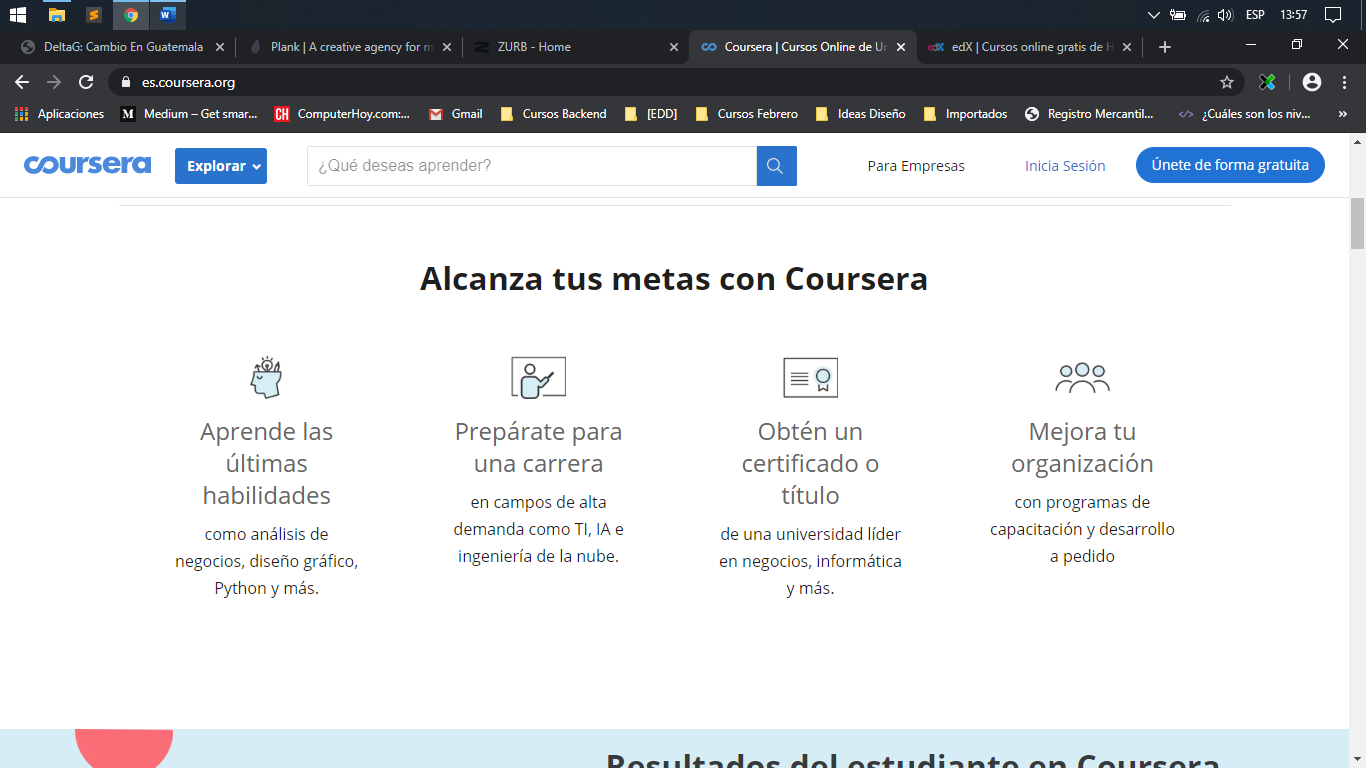 ESP 13:57
DeltaG: Cambio En Guatemala
Plank | A creative agency for m
ZURB - Home
Coursera | Cursos Online de Un
edX | Cursos online gratis de H
es.coursera.org
Aplicaciones
Medium – Get smar...
ComputerHoy.com:...
Gmail
Cursos Backend
[EDD]
Cursos Febrero
Ideas Diseño
Importados
Registro Mercantil...
¿Cuáles son los niv...
coursera
Explorar
¿Qué deseas aprender?
Para Empresas
Inicia Sesión
Únete de forma gratuita
Alcanza tus metas con Coursera
Aprende las
últimas
habilidades
como análisis de
negocios, diseño gráfico,
Python y más.
Prepárate para
una carrera
en campos de alta
demanda como TI, IA e
ingeniería de la nube.
Obtén un
certificado o
título
de una universidad líder
en negocios, informática
y más.
Mejora tu
organización
con programas de
capacitación y desarrollo
a pedido
Resultados del estudiante en Coursera